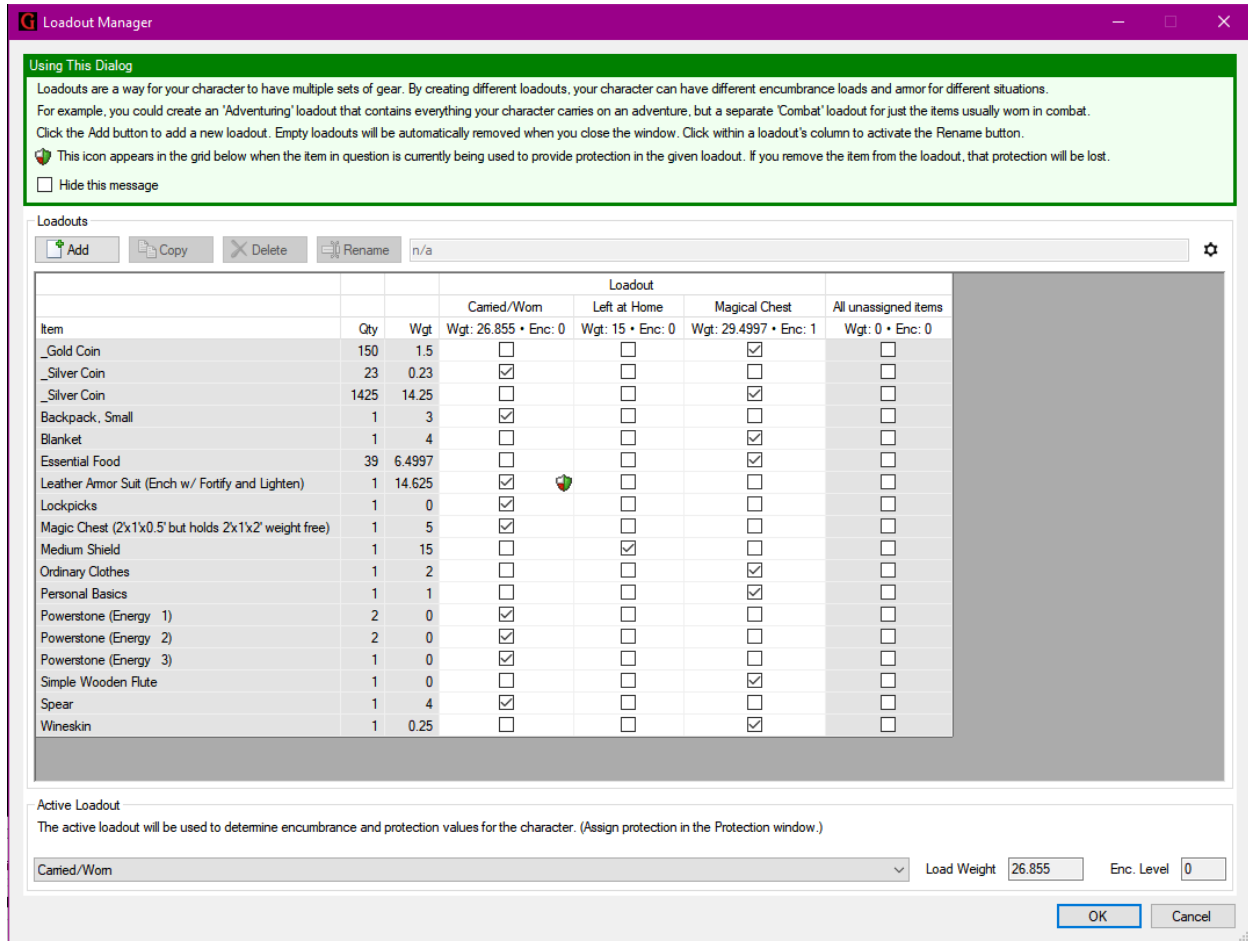 G Loadout Manager
Using This Dialog
Loadouts are a way for your character to have multiple sets of gear. By creating different loadouts, your character can have different encumbrance loads and armor for different situations.
For example, you could create an 'Adventuring' loadout that contains everything your character carries on an adventure, but a separate 'Combat' loadout for just the items usually worn in combat.
Click the Add button to add a new loadout. Empty loadouts will be automatically removed when you close the window. Click within a loadout's column to activate the Rename button.
This icon appears in the grid below when the item in question is currently being used to provide protection in the given loadout. If you remove the item from the loadout, that protection will be lost.
Hide this message
Loadouts
Add Copy Delete Rename n/a
Loadout
Carried/Worn Left at Home Magical Chest All unassigned items
Item Qty Wgt Wgt: 26.855 • Enc: 0 Wgt: 15 • Enc: 0 Wgt: 29.4997 • Enc: 1 Wgt: 0 • Enc: 0
_Gold Coin 150 1.5
_Silver Coin 23 0.23
_Silver Coin 1425 14.25
Backpack, Small 1 3
Blanket 1 4
Essential Food 39 6.4997
Leather Armor Suit (Ench w/ Fortify and Lighten) 1 14.625
Lockpicks 1 0
Magic Chest (2'x1'x0.5' but holds 2'x1'x2' weight free) 1 5
Medium Shield 1 15
Ordinary Clothes 1 2
Personal Basics 1 1
Powerstone (Energy 1) 2 0
Powerstone (Energy 2) 2 0
Powerstone (Energy 3) 1 0
Simple Wooden Flute 1 0
Spear 1 4
Wineskin 1 0.25
Active Loadout
The active loadout will be used to determine encumbrance and protection values for the character. (Assign protection in the Protection window.)
Carried/Worn Load Weight 26.855 Enc. Level 0
OK Cancel